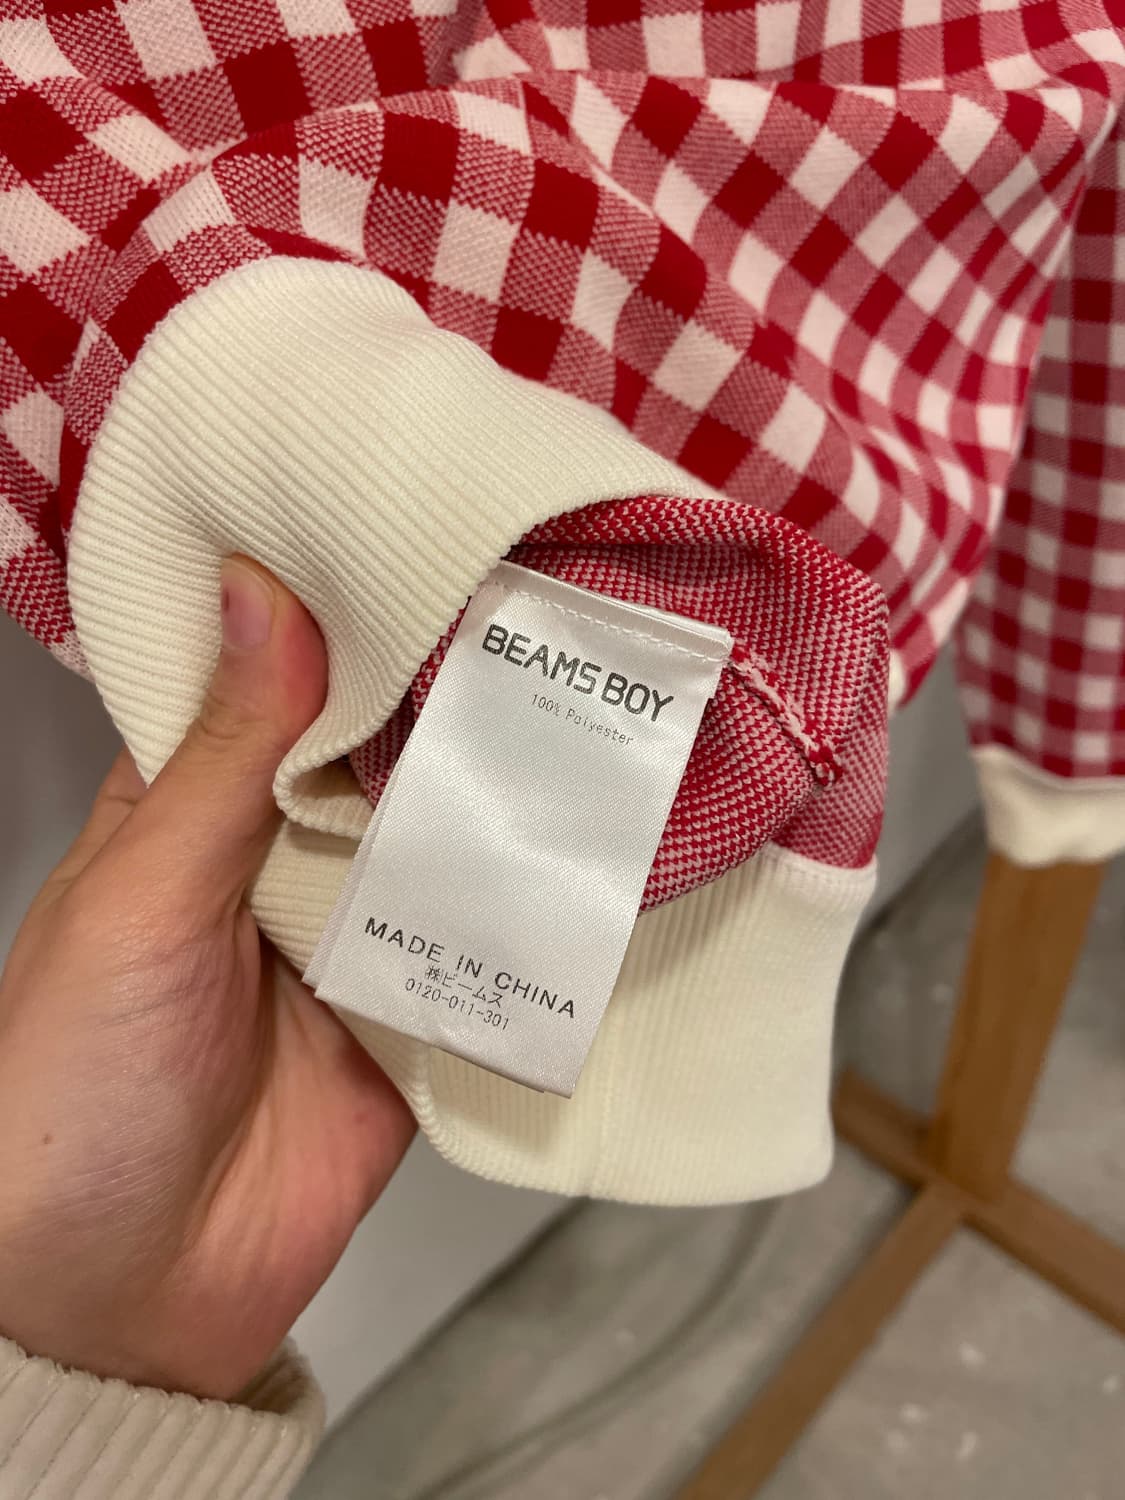 BEAMS BOY
100% Polyester
MADE IN CHINA
㈱ビームス
0120-011-301